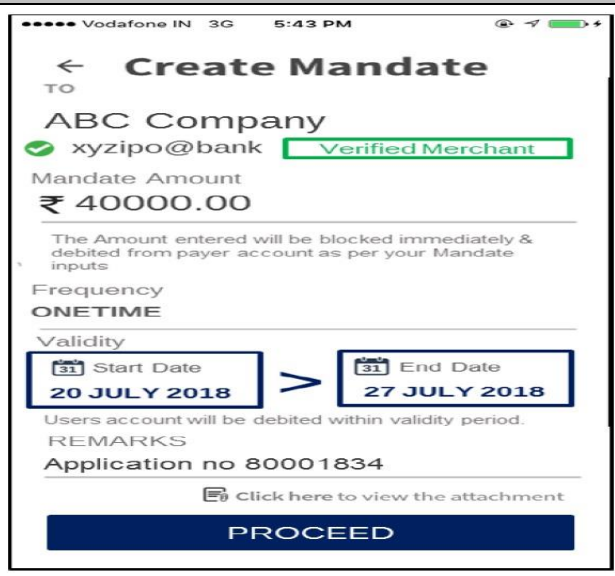 Vodafone IN 3G 5:43 PM
← Create Mandate
TO
ABC Company
xyzipo@bank Verified Merchant
Mandate Amount
₹ 40000.00
The Amount entered will be blocked immediately &
debited from payer account as per your Mandate
inputs
Frequency
ONETIME
Validity
31 Start Date
20 JULY 2018
>
31 End Date
27 JULY 2018
Users account will be debited within validity period.
REMARKS
Application no 80001834
Click here to view the attachment
PROCEED